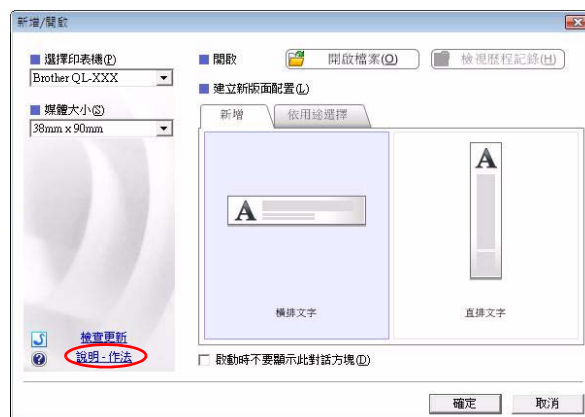 新增/開啟
選擇印表機(P)
Brother QL-XXX
媒體大小(S)
38mm x 90mm
檢查更新
說明 - 作法
開啟
開啟檔案(O)
檢視歷程記錄(H)
建立新版面配置(L)
新增
依用途選擇
A
橫排文字
A
直排文字
啟動時不要顯示此對話方塊(D)
確定
取消